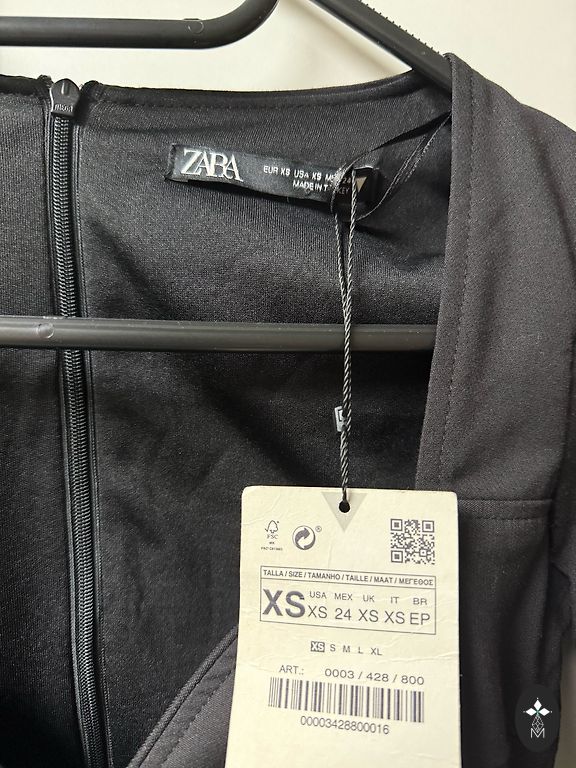 ZARA
EUR XS USA XS
MADE IN
FSC
TALLA / SIZE / TAMANHO / TAILLE / MAAT / ΜΕΓΕΘΟΣ
XS
USA MEX UK IT BR
XS 24 XS XS EP
XS S M L XL
ART.: 0003 / 428 / 800
00003428800016
M